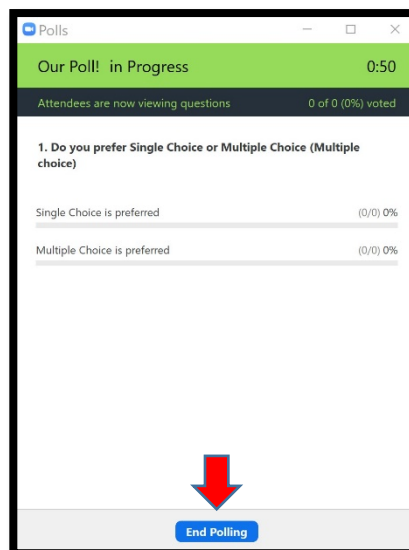 Polls
Our Poll! in Progress 0:50
Attendees are now viewing questions 0 of 0 (0%) voted
1. Do you prefer Single Choice or Multiple Choice (Multiple
choice)
Single Choice is preferred (0/0) 0%
Multiple Choice is preferred (0/0) 0%
End Polling